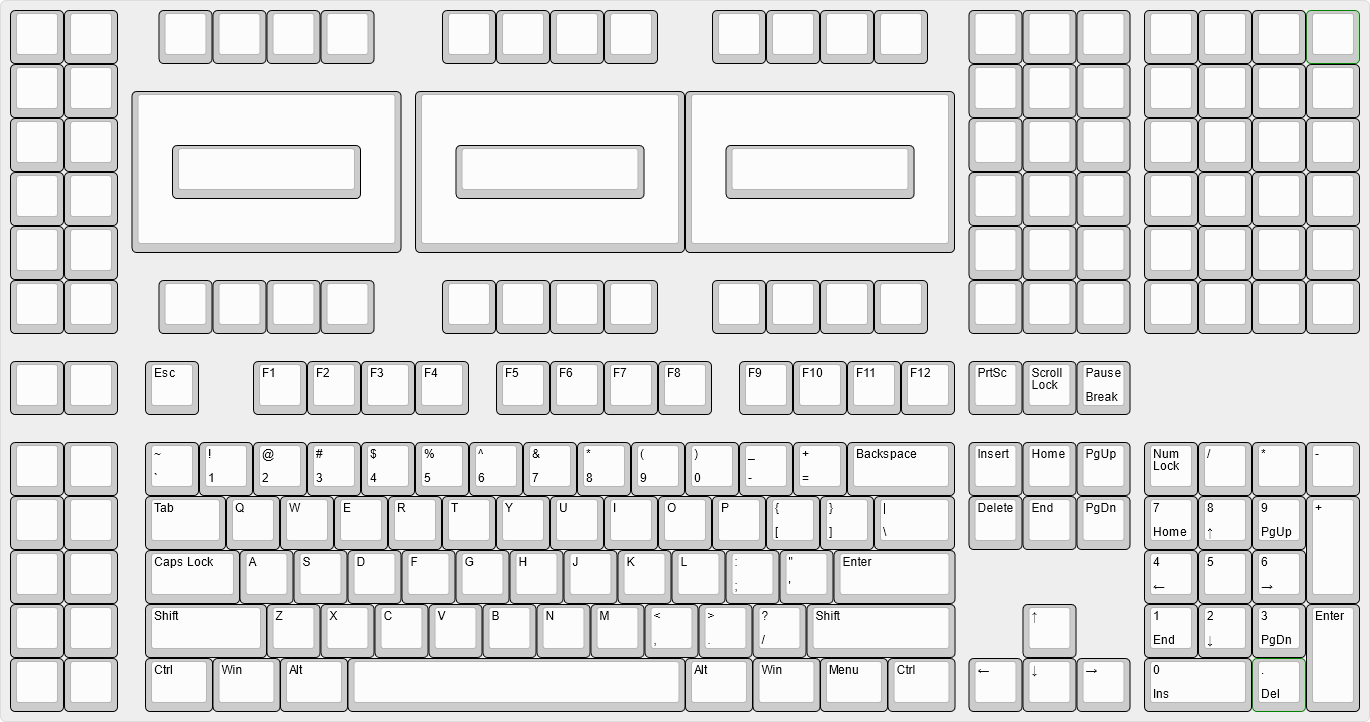 Esc F1 F2 F3 F4 F5 F6 F7 F8 F9 F10 F11 F12 PrtSc Scroll Lock Pause Break
~ ! @ # $ % ^ & * ( ) _ + Backspace Insert Home PgUp Num Lock / * -
` 1 2 3 4 5 6 7 8 9 0 - =
Tab Q W E R T Y U I O P { } | Delete End PgDn 7 8 9 +
[ ] \ Home ↑ PgUp
Caps Lock A S D F G H J K L : " Enter 4 5 6
; ' ← →
Shift Z X C V B N M < > ? Shift ↑ 1 2 3 Enter
, . / End ↓ PgDn
Ctrl Win Alt Alt Win Menu Ctrl ← ↓ → 0 .
Ins Del